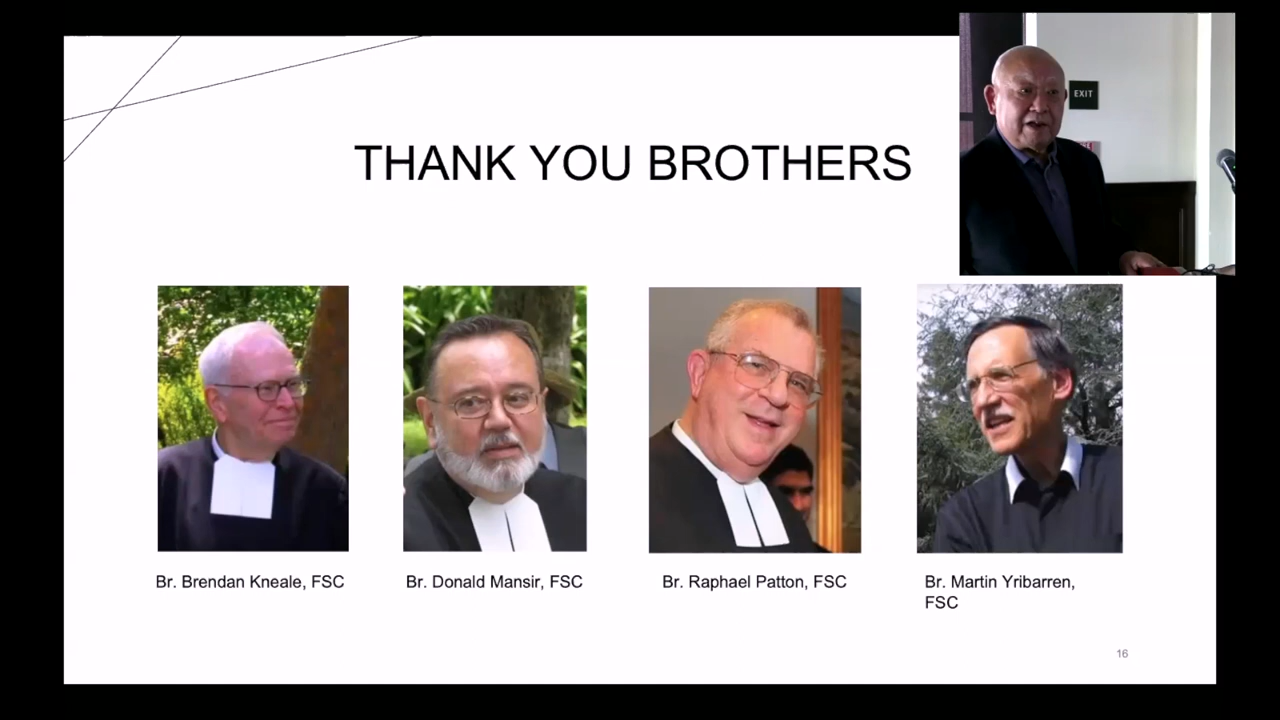 EXIT
THANK YOU BROTHERS
Br. Brendan Kneale, FSC
Br. Donald Mansir, FSC
Br. Raphael Patton, FSC
Br. Martin Yribarren,
FSC
16